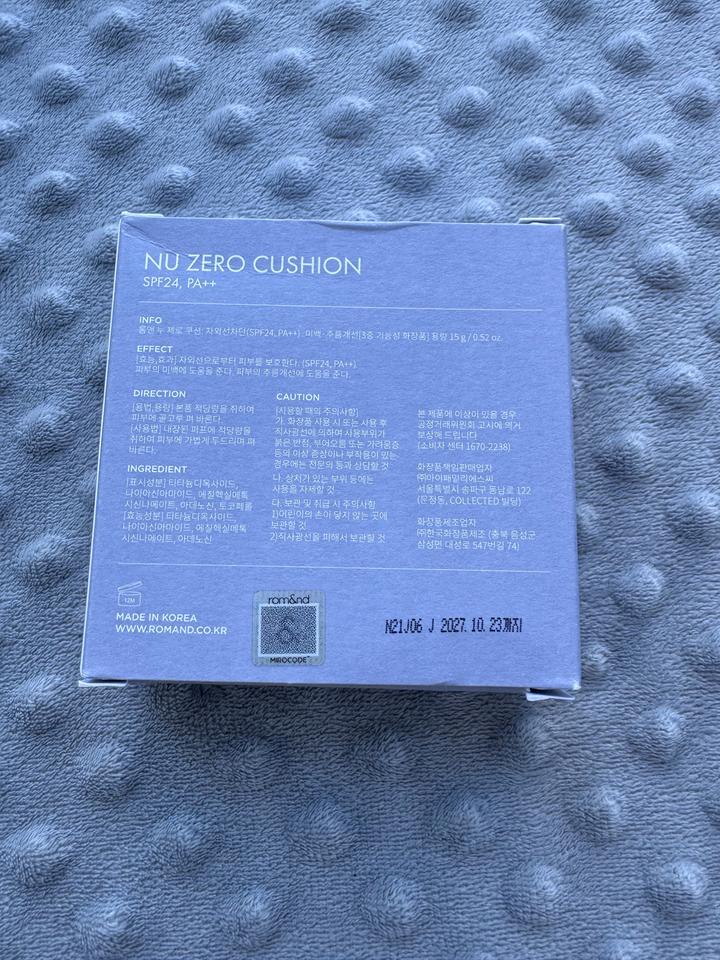 NU ZERO CUSHION
SPF24, PA++
INFO
롬앤 누 제로 쿠션: 자외선차단(SPF24, PA++) · 미백 · 주름개선[3중 기능성 화장품] 용량 15 g / 0.52 oz.
EFFECT
[효능,효과] 자외선으로부터 피부를 보호한다. (SPF24, PA++)
피부의 미백에 도움을 준다. 피부의 주름개선에 도움을 준다.
DIRECTION
[용법,용량] 본품 적당량을 취하여
피부에 골고루 펴 바른다.
[사용법] 내장된 퍼프에 적당량을
취하여 피부에 가볍게 두드리며 펴
바른다.
INGREDIENT
[표시성분] 티타늄디옥사이드,
나이아신아마이드, 에칠헥실메톡
시신나메이트, 아데노신, 토코페롤
[효능성분] 티타늄디옥사이드,
나이아신아마이드, 에칠헥실메톡
시신나메이트, 아데노신
CAUTION
[사용할 때의 주의사항]
가. 화장품 사용 시 또는 사용 후
직사광선에 의하여 사용부위가
붉은 반점, 부어오름 또는 가려움증
등의 이상 증상이나 부작용이 있는
경우에는 전문의 등과 상담할 것
나. 상처가 있는 부위 등에는
사용을 자제할 것
다. 보관 및 취급 시 주의사항
1)어린이의 손이 닿지 않는 곳에
보관할 것
2)직사광선을 피해서 보관할 것
본 제품에 이상이 있을 경우
공정거래위원회 고시에 의거
보상해 드립니다
(소비자 센터 1670-2238)
화장품책임판매업자
㈜아이패밀리에스씨
서울특별시 송파구 동남로 122
(문정동, COLLECTED 빌딩)
화장품제조업자
㈜한국화장품제조 (충북 음성군
삼성면 대성로 547번길 74)
12M
MADE IN KOREA
WWW.ROMAND.CO.KR
rom&nd
&
MIROCODE
N21J06 J 2027. 10. 23까지